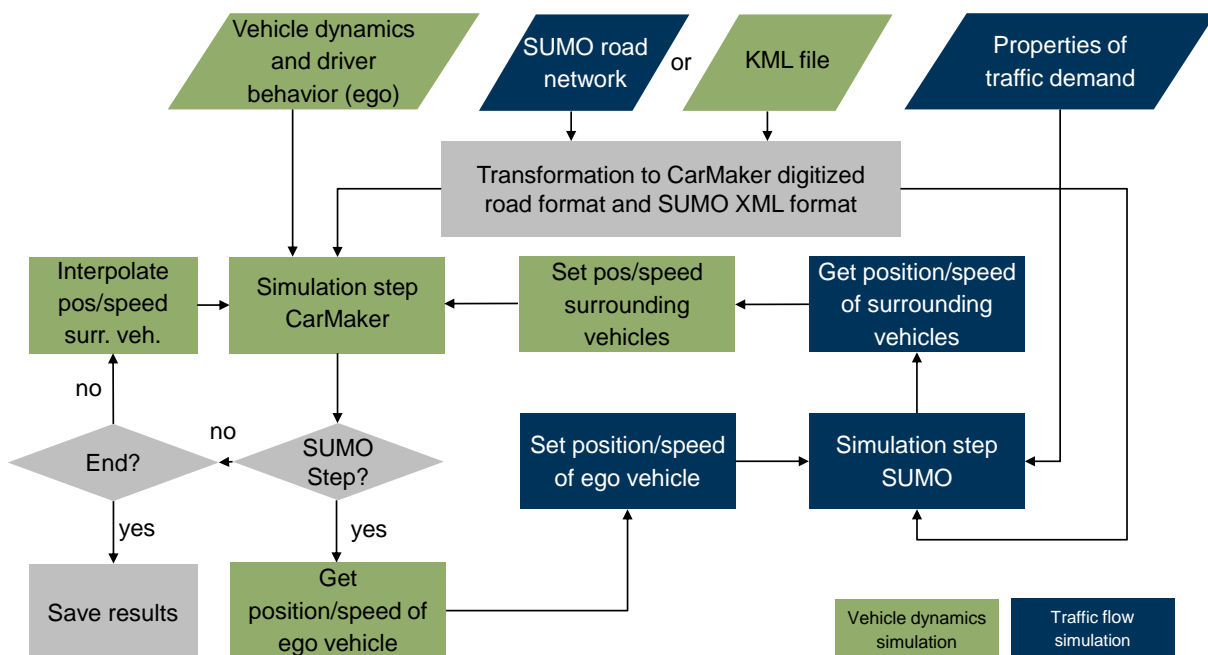 Vehicle dynamics
and driver
behavior (ego)
SUMO road
network
or
KML file
Properties of
traffic demand
Transformation to CarMaker digitized
road format and SUMO XML format
Interpolate
pos/speed
surr. veh.
Simulation step
CarMaker
Set pos/speed
surrounding
vehicles
Get position/speed
of surrounding
vehicles
no
no
End?
SUMO
Step?
Set position/speed
of ego vehicle
Simulation step
SUMO
yes
yes
Save results
Get
position/speed of
ego vehicle
Vehicle dynamics
simulation
Traffic flow
simulation